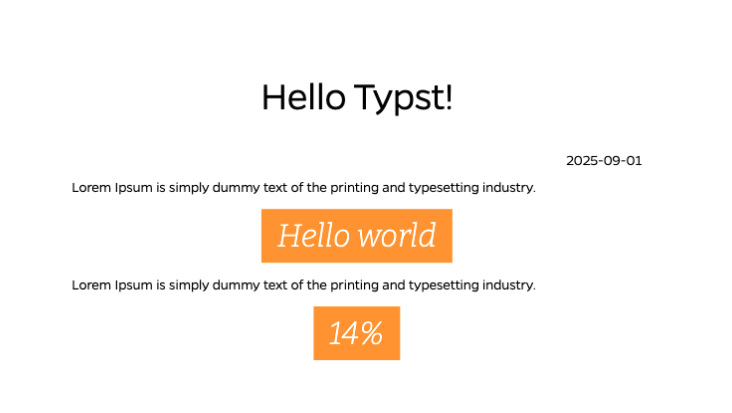 Hello Typst!
2025-09-01
Lorem Ipsum is simply dummy text of the printing and typesetting industry.
Hello world
Lorem Ipsum is simply dummy text of the printing and typesetting industry.
14%